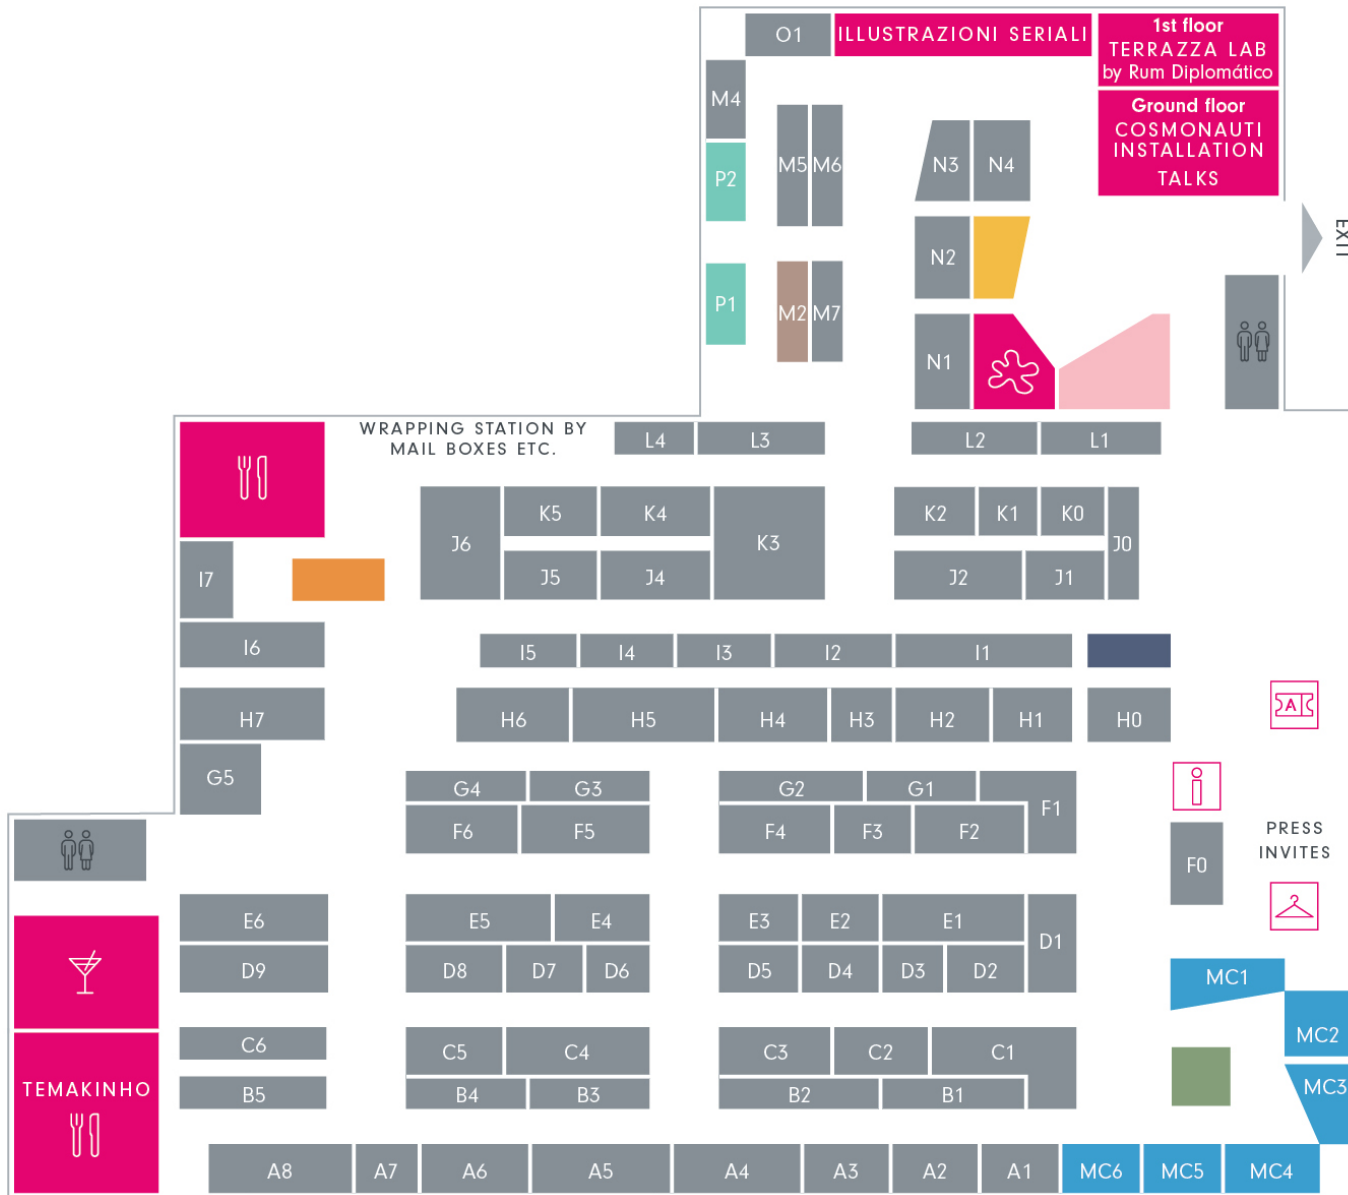 O1
ILLUSTRAZIONI SERIALI
1st floor
TERRAZZA LAB
by Rum Diplomático
Ground floor
COSMONAUTI
INSTALLATION
TALKS
M4
P2
M5
M6
N3
N4
N2
EXIT
P1
M2
M7
N1
WRAPPING STATION BY
MAIL BOXES ETC.
L4
L3
L2
L1
J6
K5
K4
K3
K2
K1
K0
J0
J5
J4
J2
J1
I7
I6
I5
I4
I3
I2
I1
H7
H6
H5
H4
H3
H2
H1
H0
A
G5
G4
G3
G2
G1
F1
F6
F5
F4
F3
F2
F0
PRESS
INVITES
E6
E5
E4
E3
E2
E1
D1
D9
D8
D7
D6
D5
D4
D3
D2
MC1
MC2
MC3
C6
C5
C4
C3
C2
C1
TEMAKINHO
B5
B4
B3
B2
B1
A8
A7
A6
A5
A4
A3
A2
A1
MC6
MC5
MC4